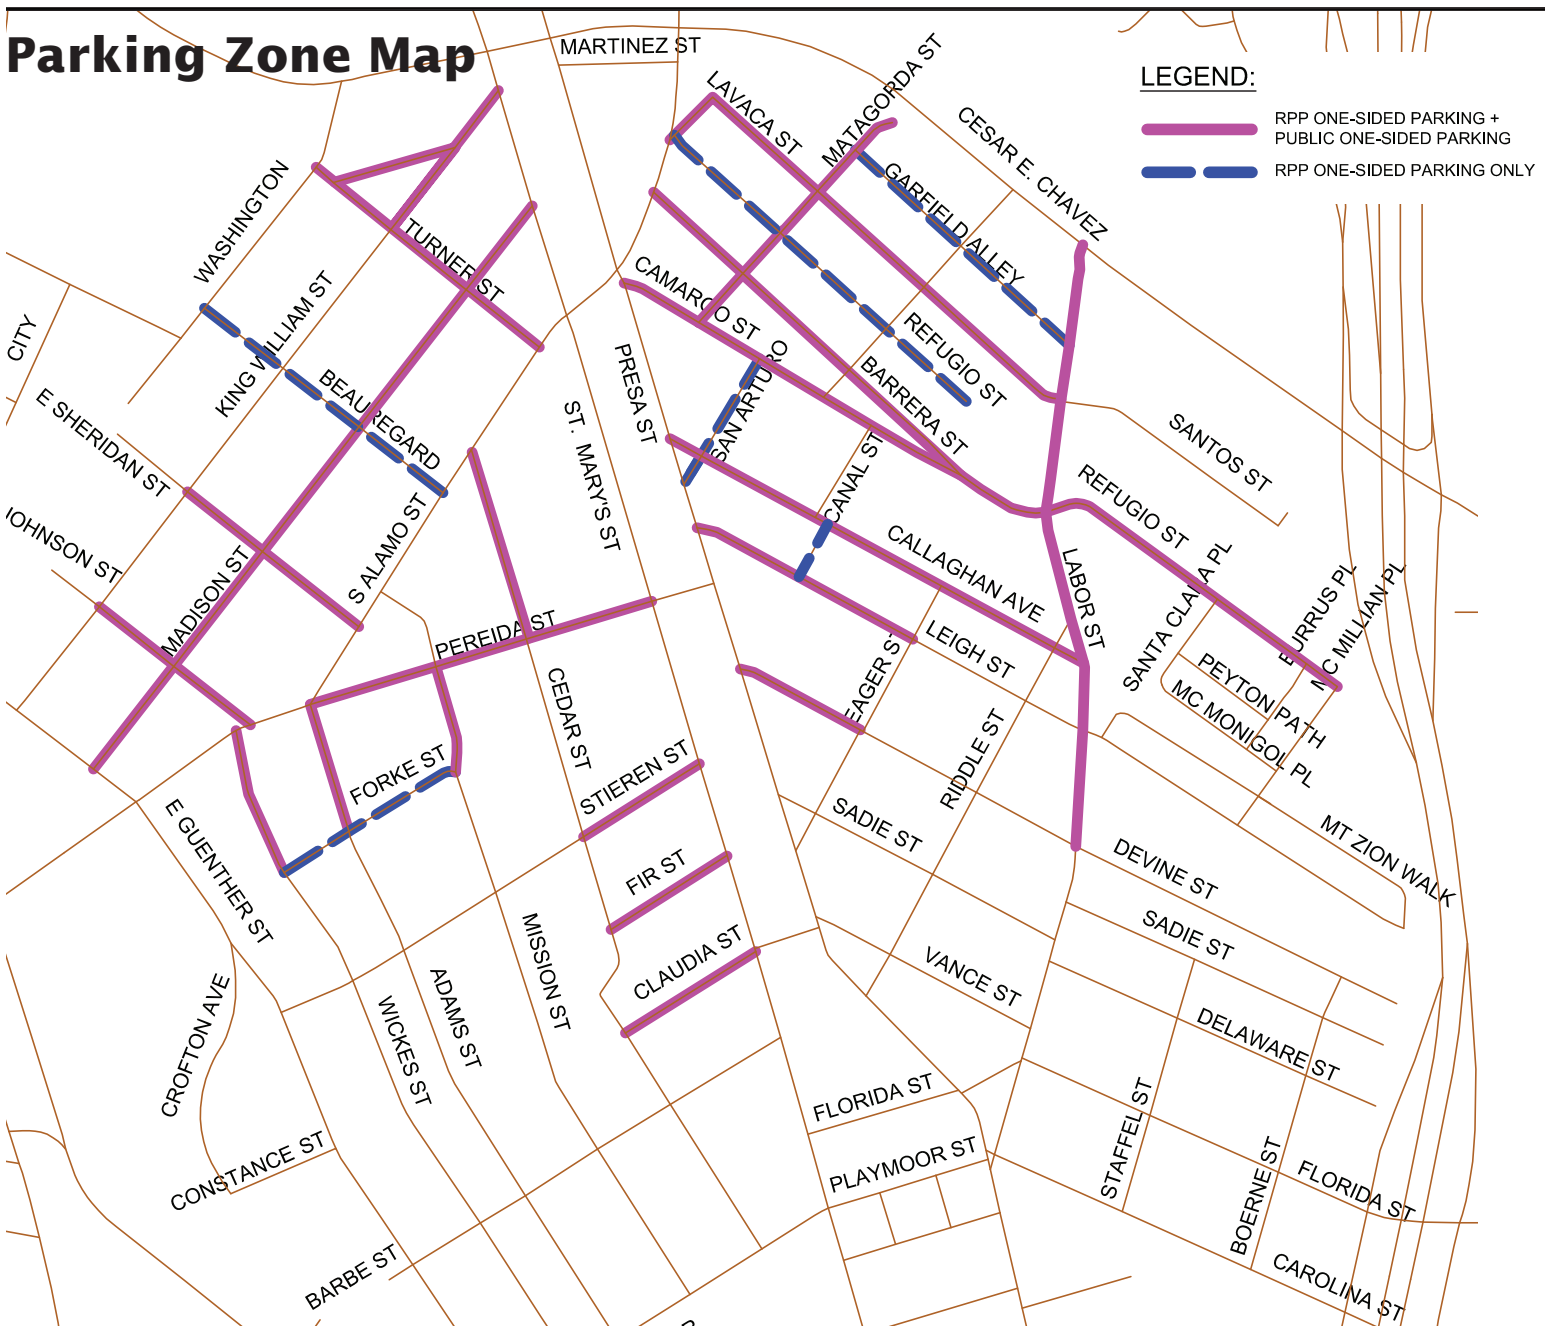 Parking Zone Map
LEGEND:
RPP ONE-SIDED PARKING +
PUBLIC ONE-SIDED PARKING
RPP ONE-SIDED PARKING ONLY
MARTINEZ ST
LAVACA ST
MATAGORDA ST
CESAR E. CHAVEZ
GARFIELD ALLEY
WASHINGTON
TURNER ST
KING WILLIAM ST
CITY
CAMARGO ST
REFUGIO ST
SAN ARTURO
PRESA ST
BARRERA ST
BEAUREGARD
E SHERIDAN ST
ST. MARY'S ST
SANTOS ST
CANAL ST
REFUGIO ST
JOHNSON ST
S ALAMO ST
MADISON ST
CALLAGHAN AVE
LABOR ST
SANTA CLARA PL
BURRUS PL
MC MILLIAN PL
PEREIDA ST
LEIGH ST
EAGER ST
PEYTON PATH
MC MONIGOL PL
CEDAR ST
RIDDLE ST
FORKE ST
STIEREN ST
E GUENTHER ST
SADIE ST
MT ZION WALK
DEVINE ST
FIR ST
SADIE ST
CLAUDIA ST
MISSION ST
VANCE ST
ADAMS ST
WICKES ST
CROFTON AVE
DELAWARE ST
FLORIDA ST
STAFFEL ST
PLAYMOOR ST
CONSTANCE ST
BOERNE ST
FLORIDA ST
BARBE ST
CAROLINA ST